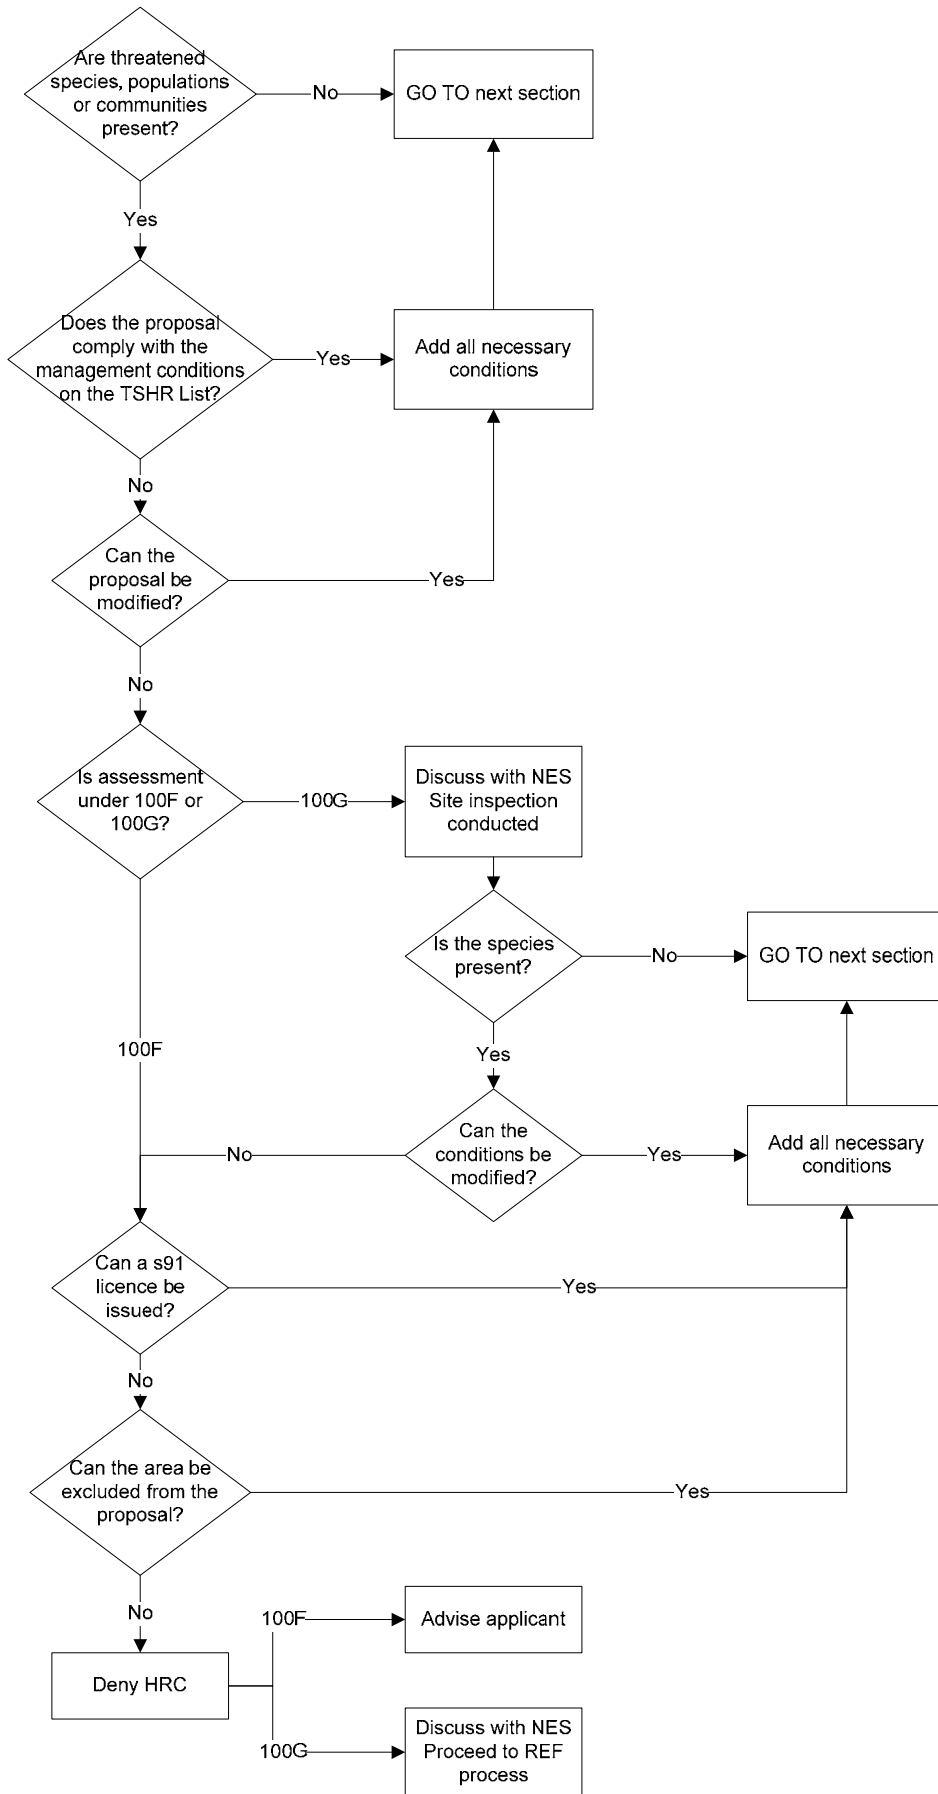 Are threatened
species, populations
or communities
present?
No
GO TO next section
Yes
Does the proposal
comply with the
management conditions
on the TSHR List?
Yes
Add all necessary
conditions
No
Can the
proposal be
modified?
Yes
No
Is assessment
under 100F or
100G?
100G
Discuss with NES
Site inspection
conducted
Is the species
present?
No
GO TO next section
100F
Yes
Can the
conditions be
modified?
No
Yes
Add all necessary
conditions
Can a s91
licence be
issued?
Yes
No
Can the area be
excluded from the
proposal?
Yes
No
Deny HRC
100F
Advise applicant
100G
Discuss with NES
Proceed to REF
process